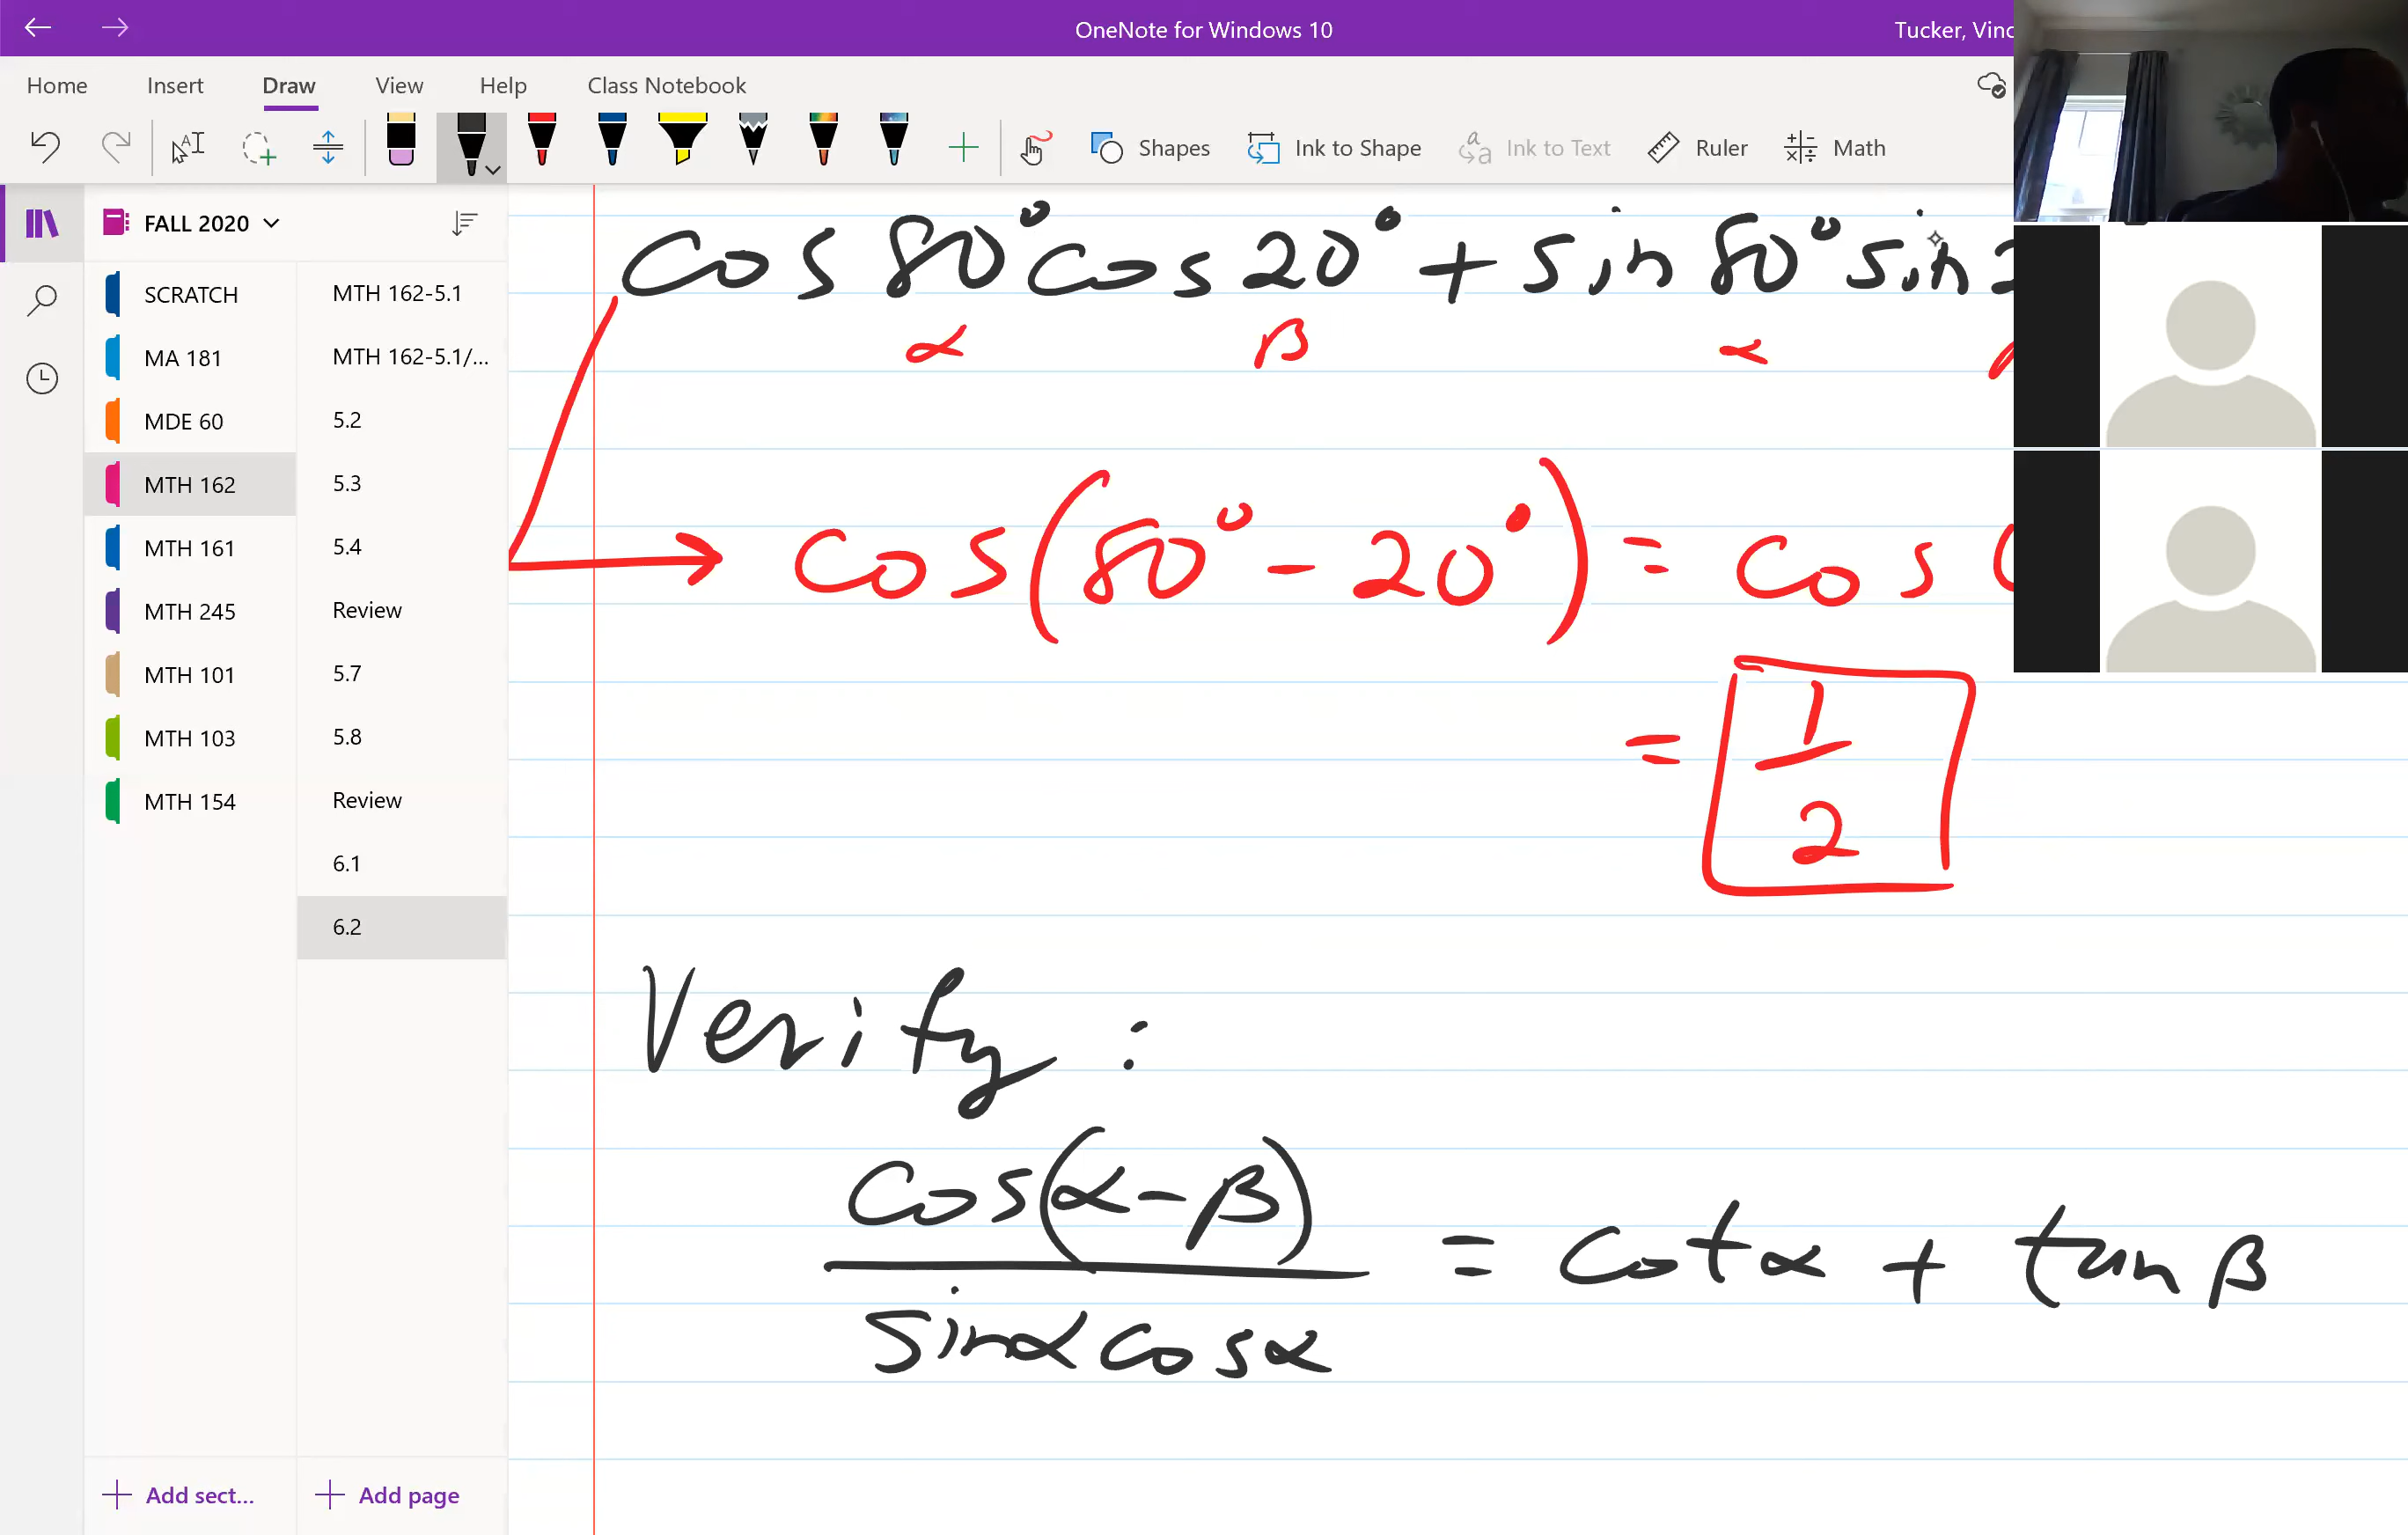 OneNote for Windows 10
Tucker, Vinc
Home Insert Draw View Help Class Notebook
Shapes Ink to Shape Ink to Text Ruler Math
FALL 2020
SCRATCH
MA 181
MDE 60
MTH 162
MTH 161
MTH 245
MTH 101
MTH 103
MTH 154
Add sect...
MTH 162-5.1
MTH 162-5.1/...
5.2
5.3
5.4
Review
5.7
5.8
Review
6.1
6.2
Add page
cos 80° cos 20° + sin 80° sin 2
α β α β
cos(80° - 20°) = cos (
= 1/2
Verify:
cos(α-β)/sinα cosα = cotα + tan β